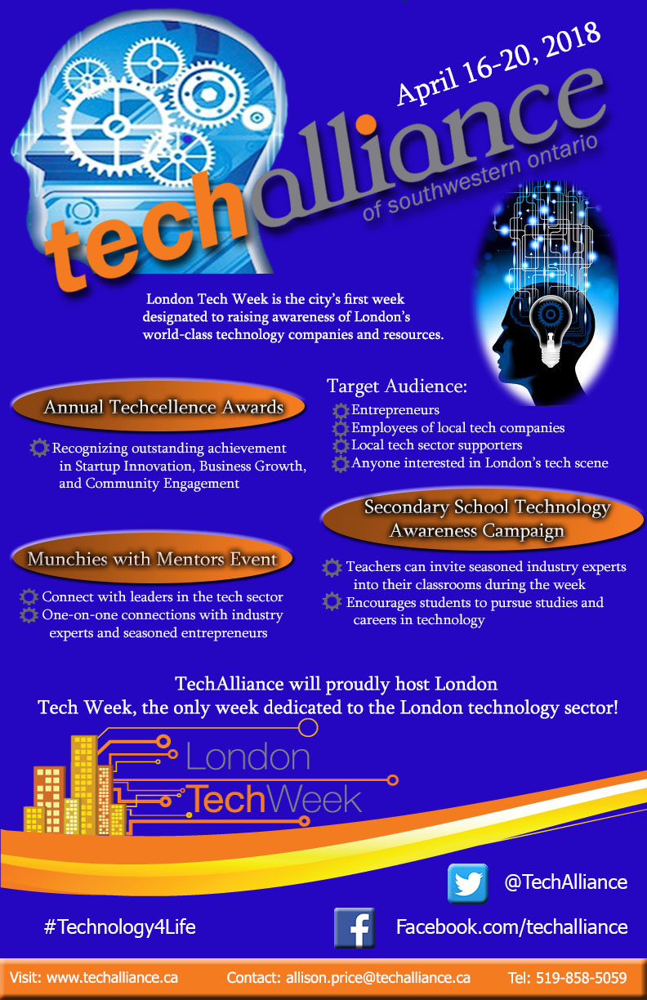 April 16-20, 2018
techalliance
of southwestern ontario
London Tech Week is the city's first week
designated to raising awareness of London's
world-class technology companies and resources.
Annual Techcellence Awards
Recognizing outstanding achievement
in Startup Innovation, Business Growth,
and Community Engagement
Target Audience:
Entrepreneurs
Employees of local tech companies
Local tech sector supporters
Anyone interested in London's tech scene
Munchies with Mentors Event
Connect with leaders in the tech sector
One-on-one connections with industry
experts and seasoned entrepreneurs
Secondary School Technology
Awareness Campaign
Teachers can invite seasoned industry experts
into their classrooms during the week
Encourages students to pursue studies and
careers in technology
TechAlliance will proudly host London
Tech Week, the only week dedicated to the London technology sector!
London
TechWeek
@TechAlliance
#Technology4Life
Facebook.com/techalliance
Visit: www.techalliance.ca Contact: allison.price@techalliance.ca Tel: 519-858-5059